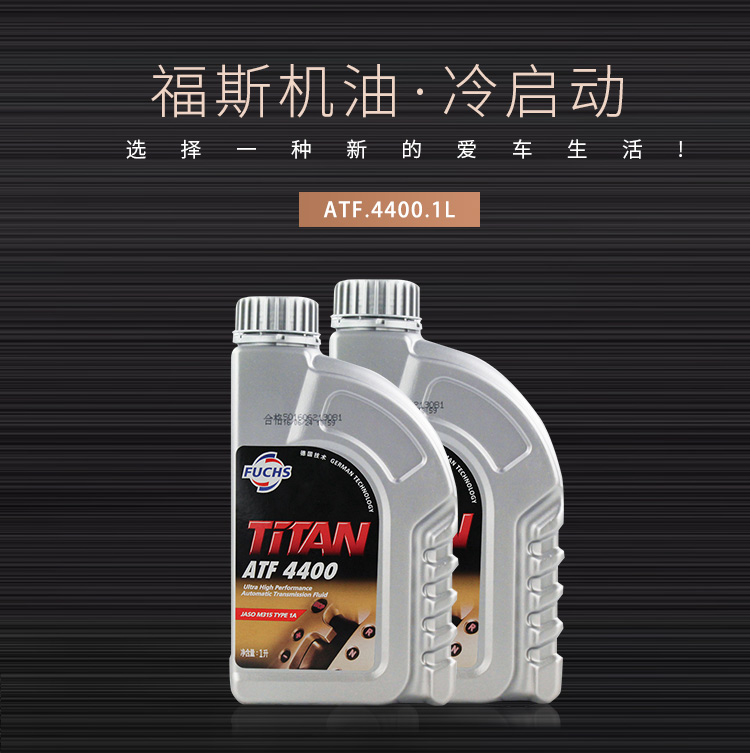 福斯机油·冷启动
选择一种新的爱车生活！
ATF.4400.1L
合格
德国技术 GERMAN TECHNOLOGY
FUCHS
TITAN
ATF 4400
Ultra High Performance
Automatic Transmission Fluid
JASO M315 TYPE 1A
净含量：1升
+
-
R
N
R
N